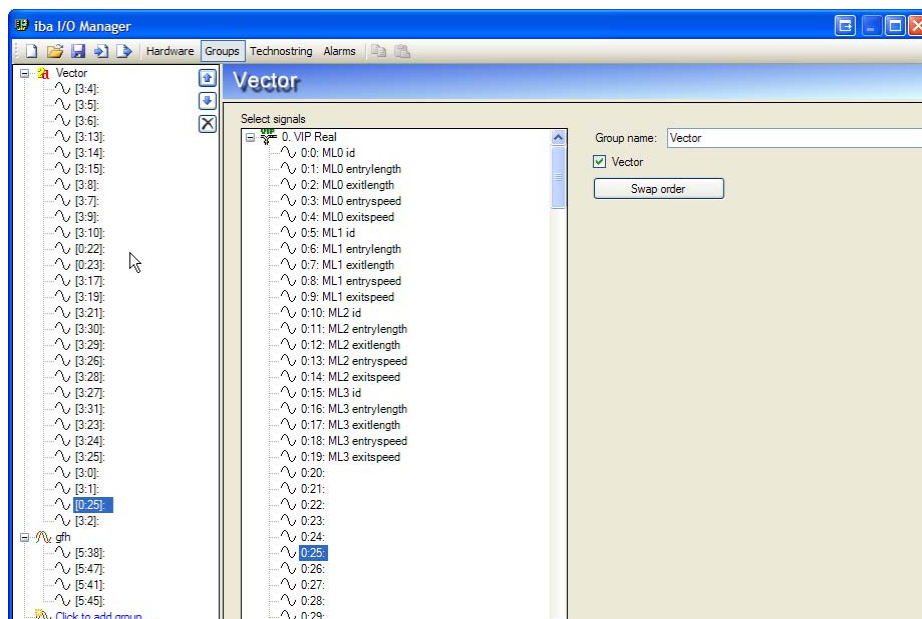 iba I/O Manager
Hardware Groups Technostring Alarms
Vector
[3:4]:
[3:5]:
[3:6]:
[3:13]:
[3:14]:
[3:15]:
[3:8]:
[3:7]:
[3:9]:
[3:10]:
[0:22]:
[0:23]:
[3:17]:
[3:19]:
[3:21]:
[3:30]:
[3:29]:
[3:26]:
[3:28]:
[3:27]:
[3:31]:
[3:23]:
[3:24]:
[3:25]:
[3:0]:
[3:1]:
[0:25]:
[3:2]:
gfh
[5:38]:
[5:47]:
[5:41]:
[5:45]:
Click to add group ...
Vector
Select signals
0. VIP Real
0:0: ML0 id
0:1: ML0 entrylength
0:2: ML0 exitlength
0:3: ML0 entryspeed
0:4: ML0 exitspeed
0:5: ML1 id
0:6: ML1 entrylength
0:7: ML1 exitlength
0:8: ML1 entryspeed
0:9: ML1 exitspeed
0:10: ML2 id
0:11: ML2 entrylength
0:12: ML2 exitlength
0:13: ML2 entryspeed
0:14: ML2 exitspeed
0:15: ML3 id
0:16: ML3 entrylength
0:17: ML3 exitlength
0:18: ML3 entryspeed
0:19: ML3 exitspeed
0:20:
0:21:
0:22:
0:23:
0:24:
0:25:
0:26:
0:27:
0:28:
0:29:
Group name: Vector
Vector
Swap order